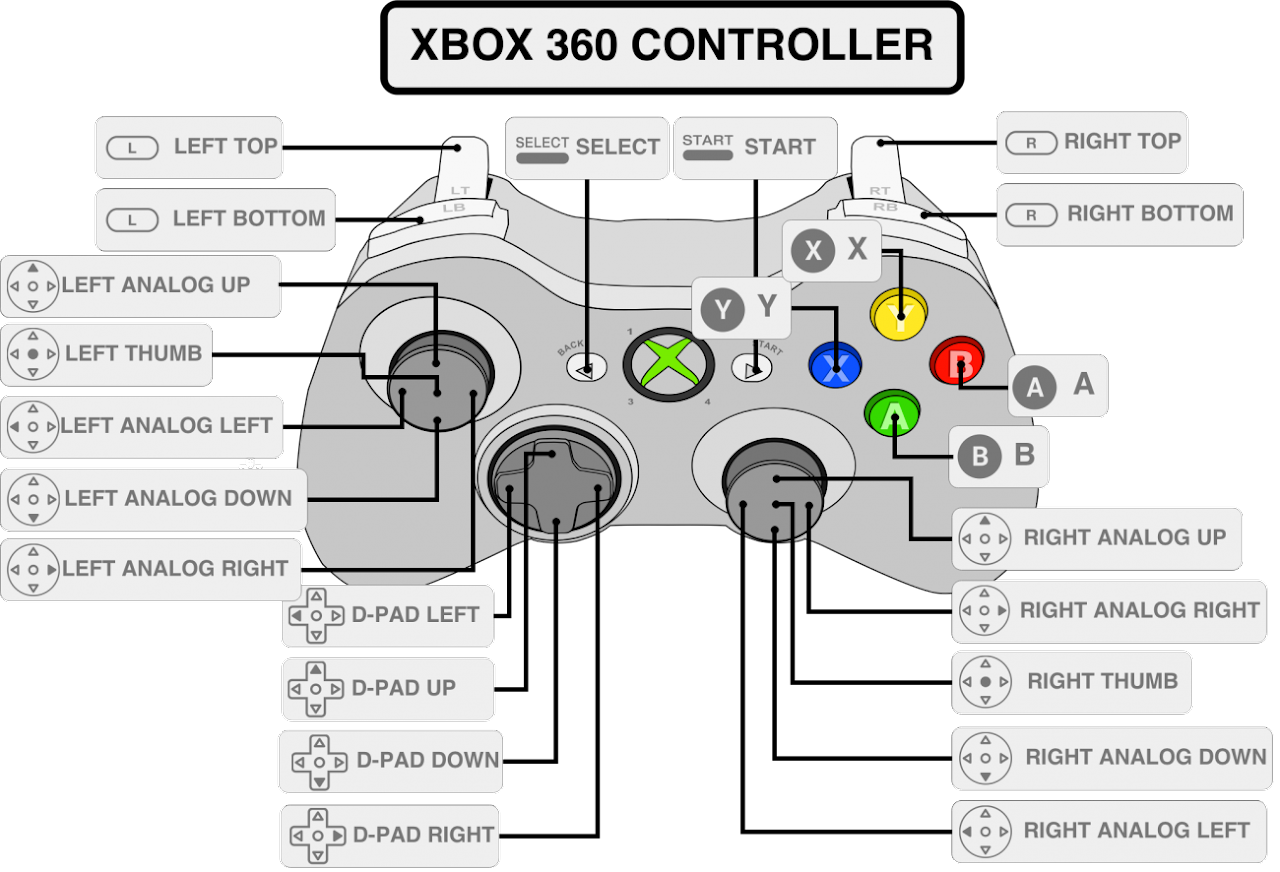 XBOX 360 CONTROLLER
L LEFT TOP
SELECT SELECT
START START
R RIGHT TOP
LT
RT
L LEFT BOTTOM
LB
RB
R RIGHT BOTTOM
X X
LEFT ANALOG UP
Y Y
Y
1
BACK
START
LEFT THUMB
X
B
A A
3
4
A
LEFT ANALOG LEFT
B B
LEFT ANALOG DOWN
RIGHT ANALOG UP
LEFT ANALOG RIGHT
D-PAD LEFT
RIGHT ANALOG RIGHT
D-PAD UP
RIGHT THUMB
D-PAD DOWN
RIGHT ANALOG DOWN
D-PAD RIGHT
RIGHT ANALOG LEFT